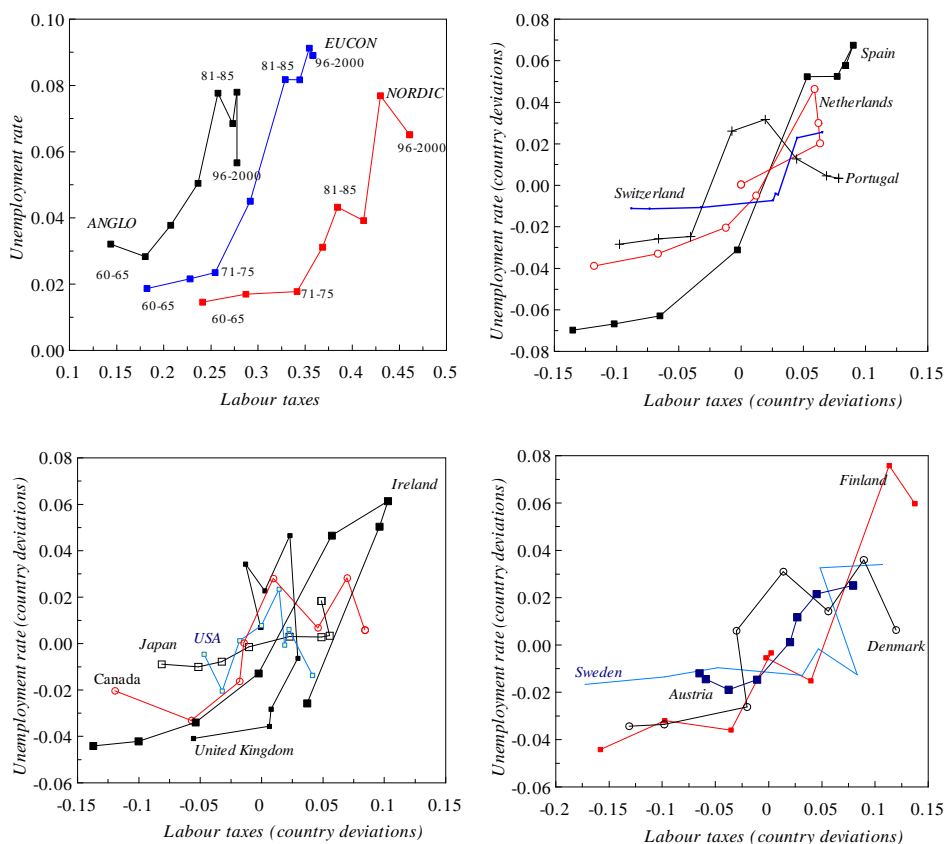 0.10
0.08
0.06
0.04
0.02
0.00
Unemployment rate
EUCON
81-85
81-85
96-2000
NORDIC
81-85
96-2000
96-2000
ANGLO
60-65
71-75
71-75
60-65
60-65
0.1 0.15 0.2 0.25 0.3 0.35 0.4 0.45 0.5
Labour taxes
0.08
0.06
0.04
0.02
0.00
-0.02
-0.04
-0.06
-0.08
Unemployment rate (country deviations)
Spain
Netherlands
Switzerland
Portugal
-0.15 -0.1 -0.05 0 0.05 0.1 0.15
Labour taxes (country deviations)
0.08
0.06
0.04
0.02
0.00
-0.02
-0.04
-0.06
Unemployment rate (country deviations)
Ireland
Japan
USA
Canada
United Kingdom
-0.15 -0.1 -0.05 0 0.05 0.1 0.15
Labour taxes (country deviations)
0.08
0.06
0.04
0.02
0.00
-0.02
-0.04
-0.06
Unemployment rate (country deviations)
Finland
Denmark
Sweden
Austria
-0.2 -0.15 -0.1 -0.05 0 0.05 0.1 0.15
Labour taxes (country deviations)